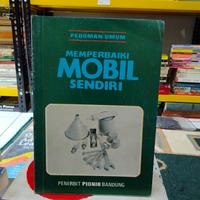 PEDOMAN UMUM
MEMPERBAIKI
MOBIL
SENDIRI
PENERBIT PIONIR BANDUNG